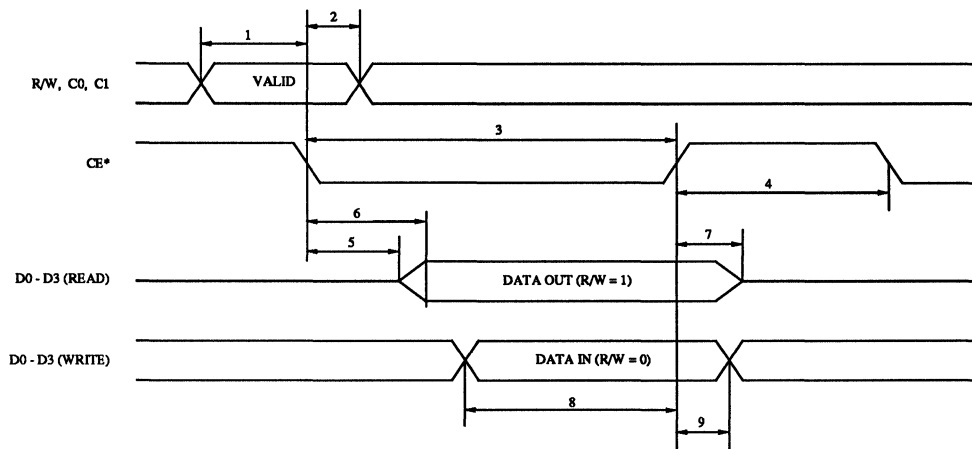 1
2
R/W, C0, C1
VALID
3
CE*
4
6
5
7
D0 - D3 (READ)
DATA OUT (R/W = 1)
D0 - D3 (WRITE)
DATA IN (R/W = 0)
8
9